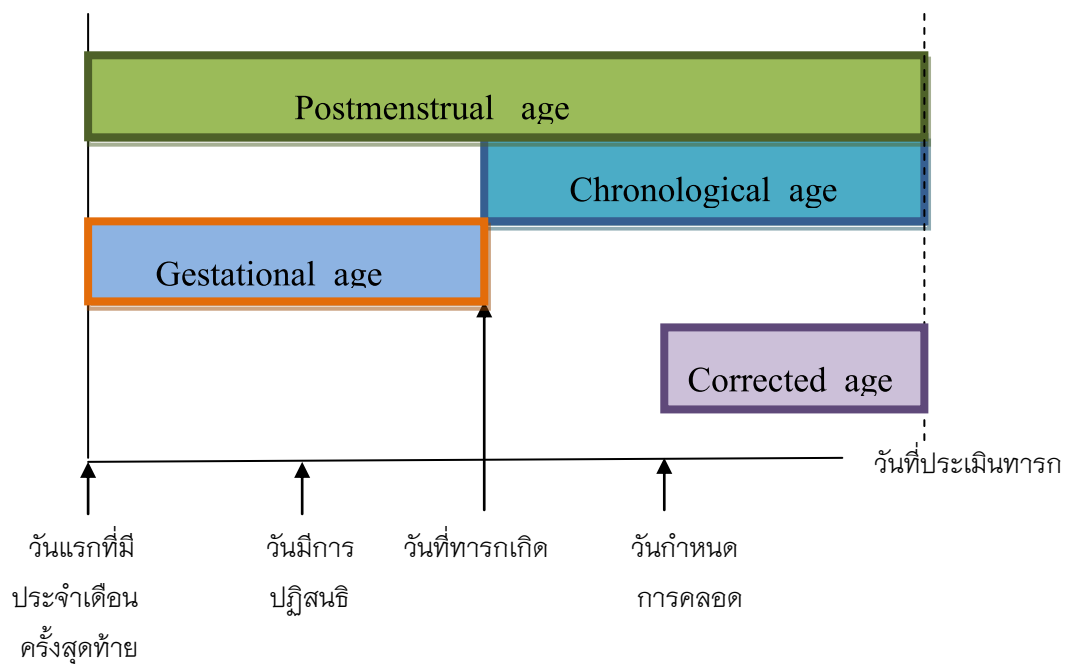 Postmenstrual age
Chronological age
Gestational age
Corrected age
วันที่ประเมินทารก
วันแรกที่มี
ประจำเดือน
ครั้งสุดท้าย
วันมีการ
ปฏิสนธิ
วันที่ทารกเกิด
วันกำหนด
การคลอด